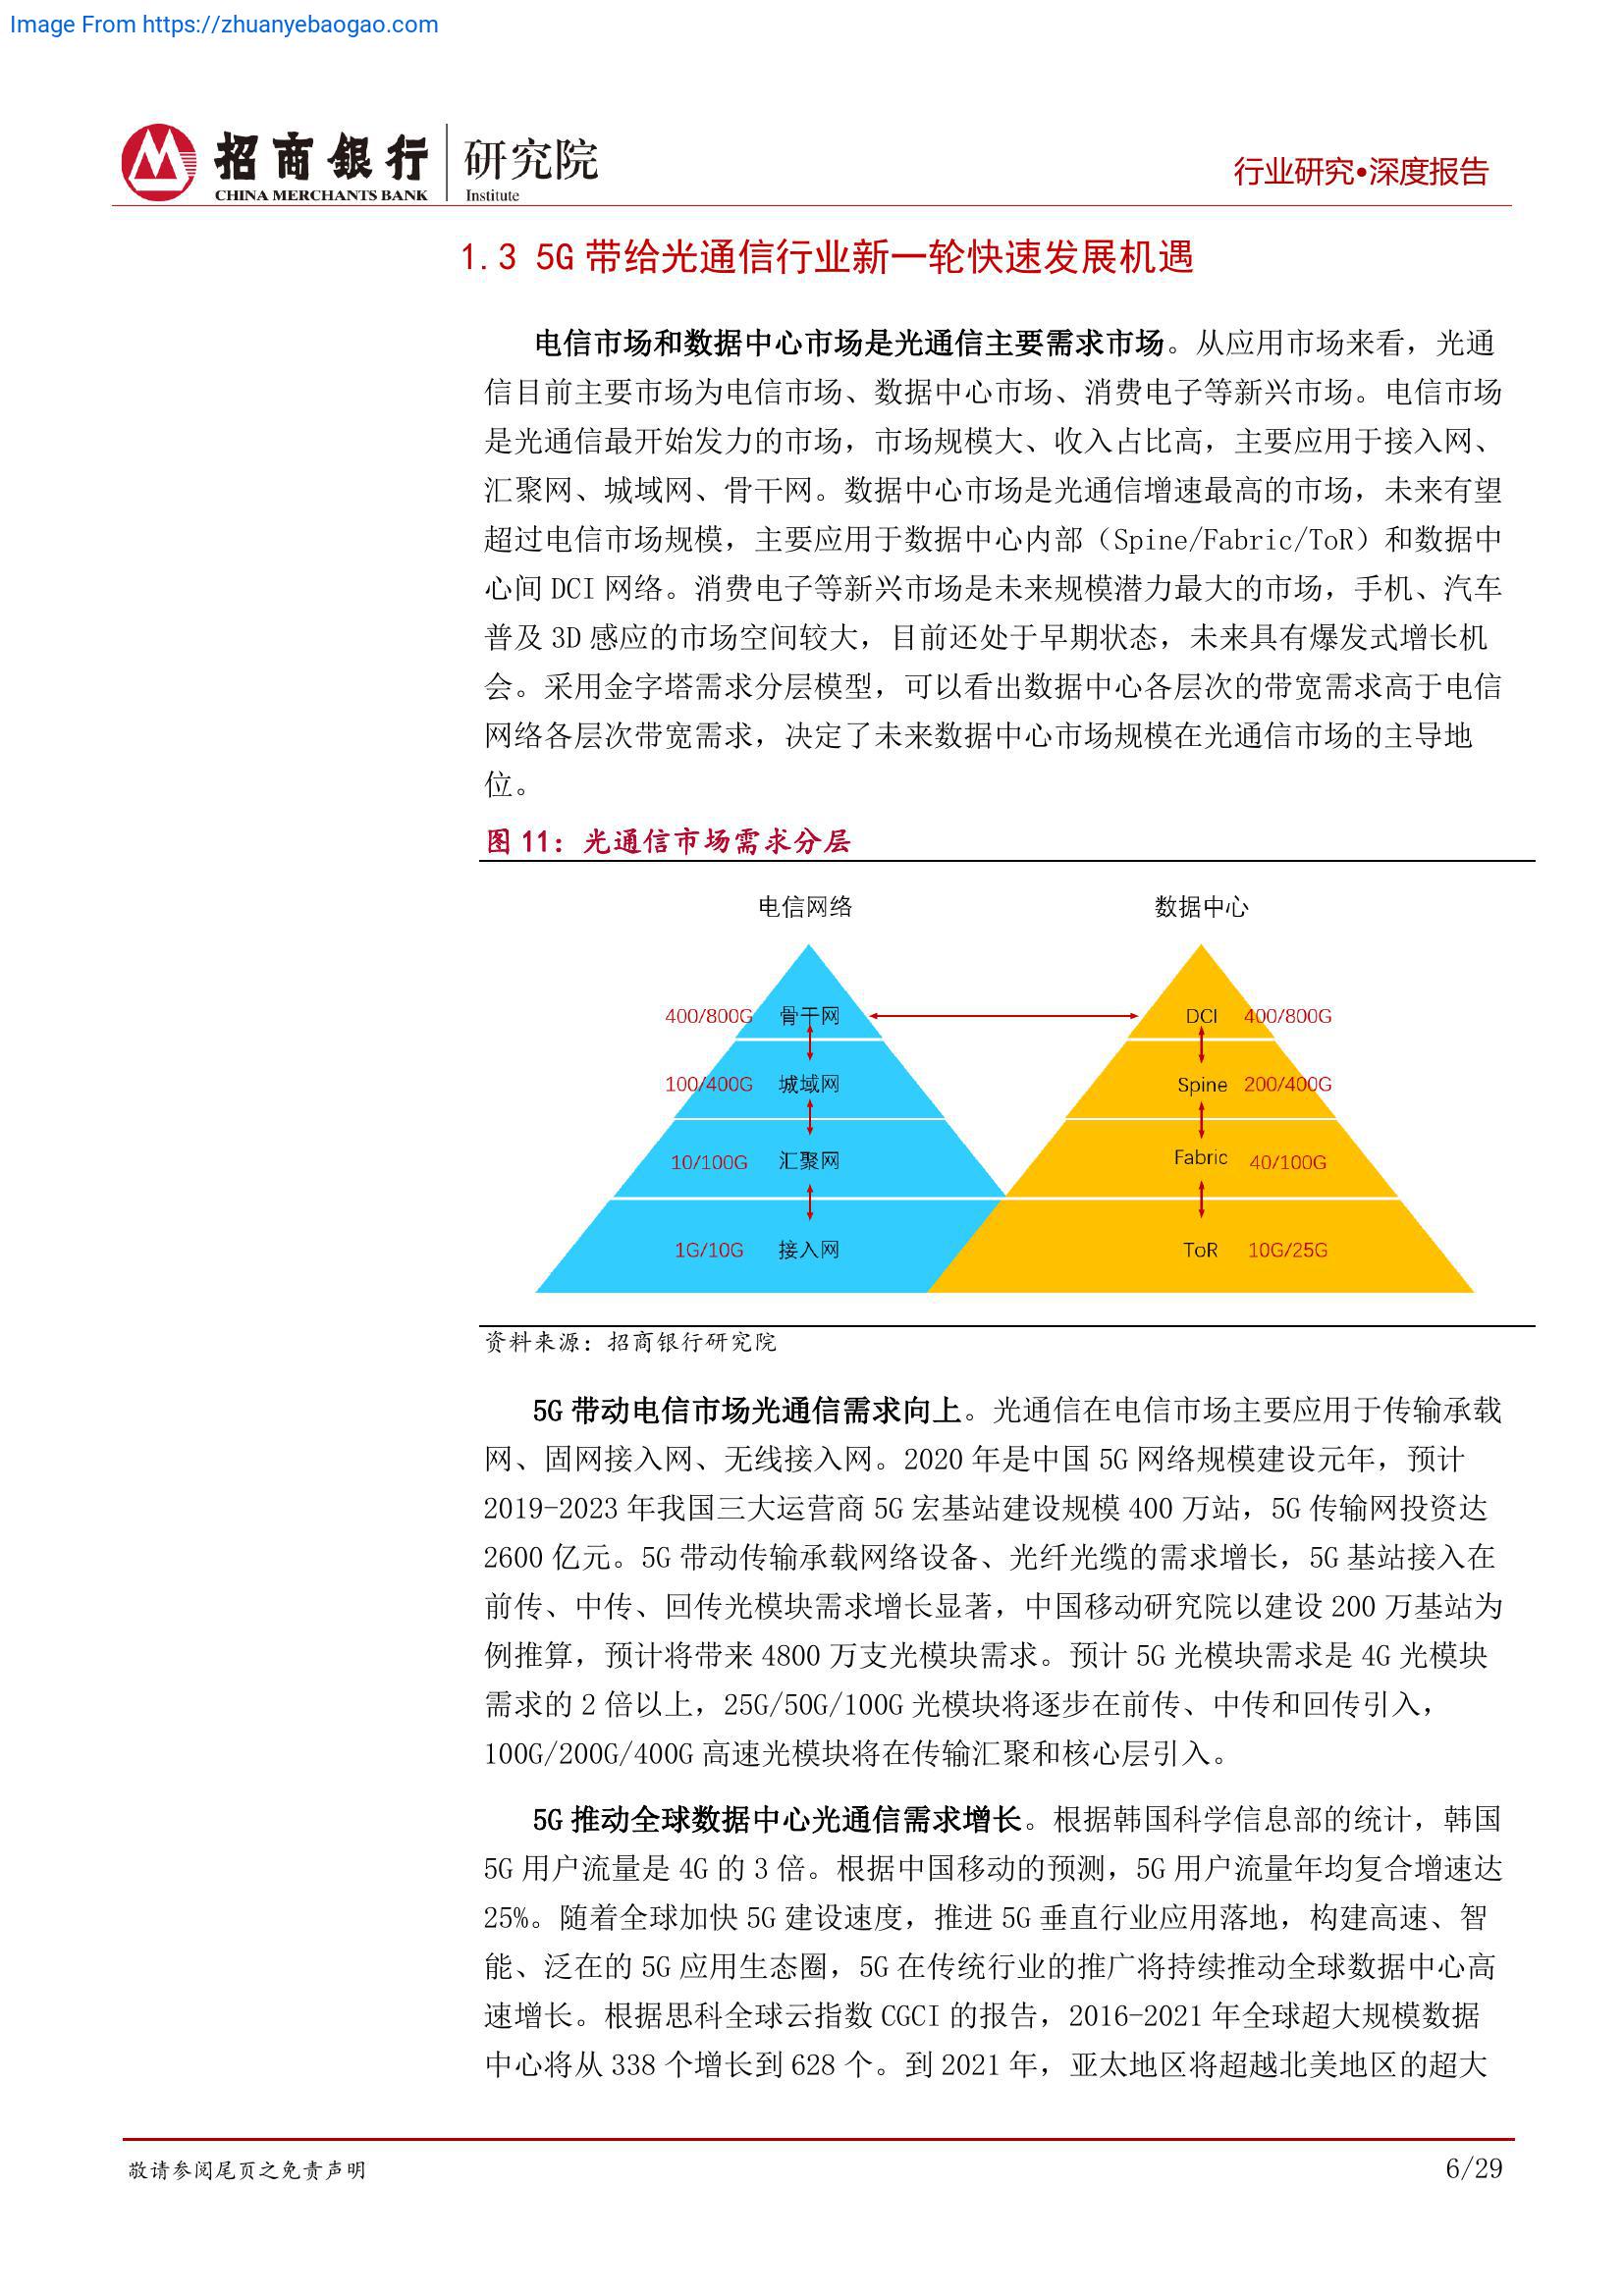 Image From https://zhuanyebaogao.com
招商銀行 研究院
CHINA MERCHANTS BANK Institute
行业研究•深度报告
1.3 5G 带给光通信行业新一轮快速发展机遇
电信市场和数据中心市场是光通信主要需求市场。从应用市场来看，光通
信目前主要市场为电信市场、数据中心市场、消费电子等新兴市场。电信市场
是光通信最开始发力的市场，市场规模大、收入占比高，主要应用于接入网、
汇聚网、城域网、骨干网。数据中心市场是光通信增速最高的市场，未来有望
超过电信市场规模，主要应用于数据中心内部（Spine/Fabric/ToR）和数据中
心间 DCI 网络。消费电子等新兴市场是未来规模潜力最大的市场，手机、汽车
普及 3D 感应的市场空间较大，目前还处于早期状态，未来具有爆发式增长机
会。采用金字塔需求分层模型，可以看出数据中心各层次的带宽需求高于电信
网络各层次带宽需求，决定了未来数据中心市场规模在光通信市场的主导地
位。
图 11：光通信市场需求分层
电信网络 数据中心
400/800G 骨干网 DCI 400/800G
100/400G 城域网 Spine 200/400G
10/100G 汇聚网 Fabric 40/100G
1G/10G 接入网 ToR 10G/25G
资料来源：招商银行研究院
5G 带动电信市场光通信需求向上。光通信在电信市场主要应用于传输承载
网、固网接入网、无线接入网。2020 年是中国 5G 网络规模建设元年，预计
2019-2023 年我国三大运营商 5G 宏基站建设规模 400 万站，5G 传输网投资达
2600 亿元。5G 带动传输承载网络设备、光纤光缆的需求增长，5G 基站接入在
前传、中传、回传光模块需求增长显著，中国移动研究院以建设 200 万基站为
例推算，预计将带来 4800 万支光模块需求。预计 5G 光模块需求是 4G 光模块
需求的 2 倍以上，25G/50G/100G 光模块将逐步在前传、中传和回传引入，
100G/200G/400G 高速光模块将在传输汇聚和核心层引入。
5G 推动全球数据中心光通信需求增长。根据韩国科学信息部的统计，韩国
5G 用户流量是 4G 的 3 倍。根据中国移动的预测，5G 用户流量年均复合增速达
25%。随着全球加快 5G 建设速度，推进 5G 垂直行业应用落地，构建高速、智
能、泛在的 5G 应用生态圈，5G 在传统行业的推广将持续推动全球数据中心高
速增长。根据思科全球云指数 CGCI 的报告，2016-2021 年全球超大规模数据
中心将从 338 个增长到 628 个。到 2021 年，亚太地区将超越北美地区的超大
敬请参阅尾页之免责声明
6/29